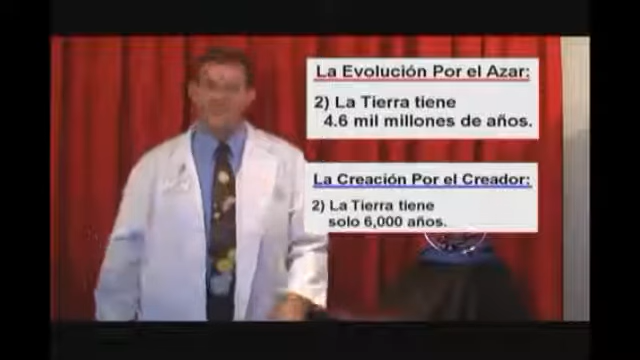 La Evolución Por el Azar:
2) La Tierra tiene
4.6 mil millones de años.
La Creación Por el Creador:
2) La Tierra tiene
solo 6,000 años.